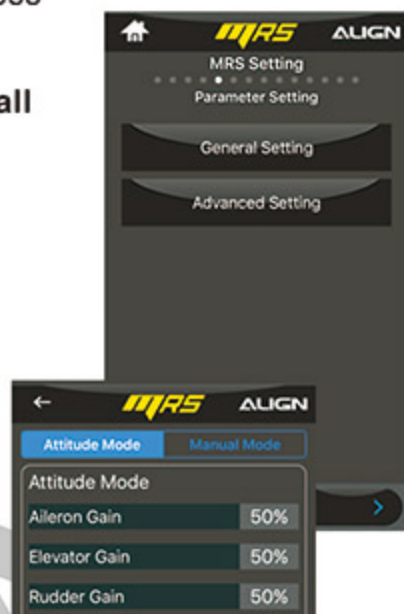 all
MRS ALIGN
MRS Setting
Parameter Setting
General Setting
Advanced Setting
MRS ALIGN
Attitude Mode Manual Mode
Attitude Mode
Aileron Gain 50%
Elevator Gain 50%
Rudder Gain 50%